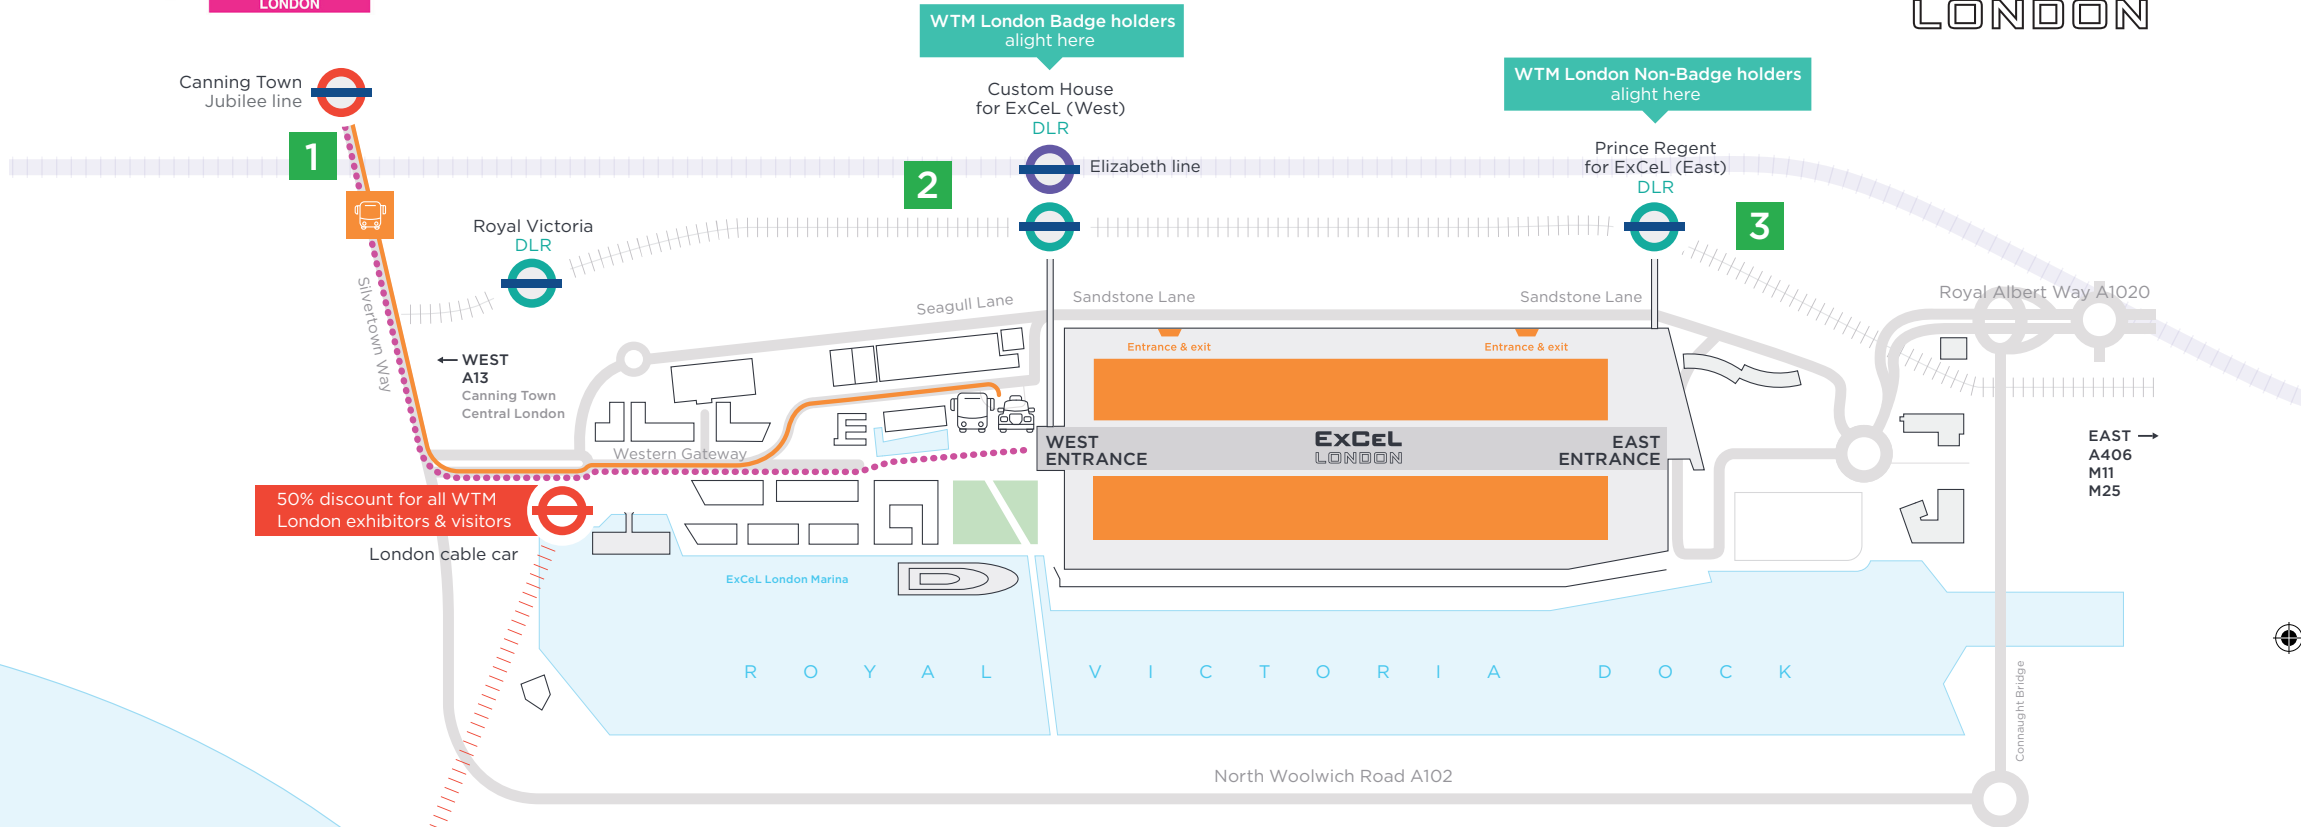 LONDON
LONDON
WTM London Badge holders
alight here
WTM London Non-Badge holders
alight here
Canning Town
Jubilee line
Custom House
for ExCeL (West)
DLR
Elizabeth line
Prince Regent
for ExCeL (East)
DLR
1
2
3
Royal Victoria
DLR
Silvertown Way
Seagull Lane
Sandstone Lane
Sandstone Lane
Royal Albert Way A1020
Entrance & exit
Entrance & exit
← WEST
A13
Canning Town
Central London
Western Gateway
WEST
ENTRANCE
ExCeL
LONDON
EAST
ENTRANCE
EAST →
A406
M11
M25
50% discount for all WTM
London exhibitors & visitors
London cable car
ExCeL London Marina
ROYAL VICTORIA DOCK
Connaught Bridge
North Woolwich Road A102